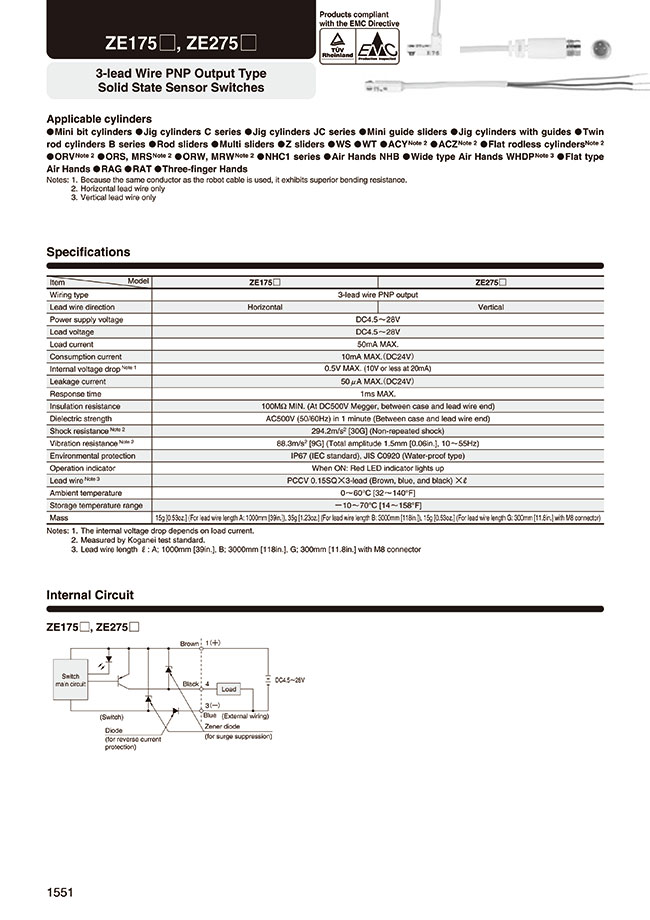 ZE175□, ZE275□
Products compliant
with the EMC Directive
TÜV
Rheinland
EMC
3-lead Wire PNP Output Type
Solid State Sensor Switches
Applicable cylinders
●Mini bit cylinders ●Jig cylinders C series ●Jig cylinders JC series ●Mini guide sliders ●Jig cylinders with guides ●Twin
rod cylinders B series ●Rod sliders ●Multi sliders ●Z sliders ●WS ●WT ●ACY Note 2 ●ACZ Note 2 ●Flat rodless cylinders Note 2
●ORV Note 2 ●ORS, MRS Note 2 ●ORW, MRW Note 2 ●NHC1 series ●Air Hands NHB ●Wide type Air Hands WHDP Note 3 ●Flat type
Air Hands ●RAG ●RAT ●Three-finger Hands
Notes: 1. Because the same conductor as the robot cable is used, it exhibits superior bending resistance.
2. Horizontal lead wire only
3. Vertical lead wire only
Specifications
Item Model ZE175□ ZE275□
Wiring type 3-lead wire PNP output
Lead wire direction Horizontal Vertical
Power supply voltage DC4.5～28V
Load voltage DC4.5～28V
Load current 50mA MAX.
Consumption current 10mA MAX.(DC24V)
Internal voltage drop Note 1 0.5V MAX. (10V or less at 20mA)
Leakage current 50μA MAX.(DC24V)
Response time 1ms MAX.
Insulation resistance 100MΩ MIN. (At DC500V Megger, between case and lead wire end)
Dielectric strength AC500V (50/60Hz) in 1 minute (Between case and lead wire end)
Shock resistance Note 2 294.2m/s² [30G] (Non-repeated shock)
Vibration resistance Note 2 88.3m/s² [9G] (Total amplitude 1.5mm [0.06in.], 10～55Hz)
Environmental protection IP67 (IEC standard), JIS C0920 (Water-proof type)
Operation indicator When ON: Red LED indicator lights up
Lead wire Note 3 PCCV 0.15SQ×3-lead (Brown, blue, and black) ×ℓ
Ambient temperature 0～60°C [32～140°F]
Storage temperature range −10～70°C [14～158°F]
Mass 15g [0.53oz.] (For lead wire length A: 1000mm [39in.]), 35g [1.23oz.] (For lead wire length B: 3000mm [118in.]), 15g [0.53oz.] (For lead wire length G: 300mm [11.8in.] with M8 connector)
Notes: 1. The internal voltage drop depends on load current.
2. Measured by Koganei test standard.
3. Lead wire length ℓ : A; 1000mm [39in.], B; 3000mm [118in.], G; 300mm [11.8in.] with M8 connector
Internal Circuit
ZE175□, ZE275□
Brown 1(+)
Switch
main circuit
Black 4
Load
DC4.5～28V
3(−)
(Switch)
Blue (External wiring)
Diode
(for reverse current
protection)
Zener diode
(for surge suppression)
1551